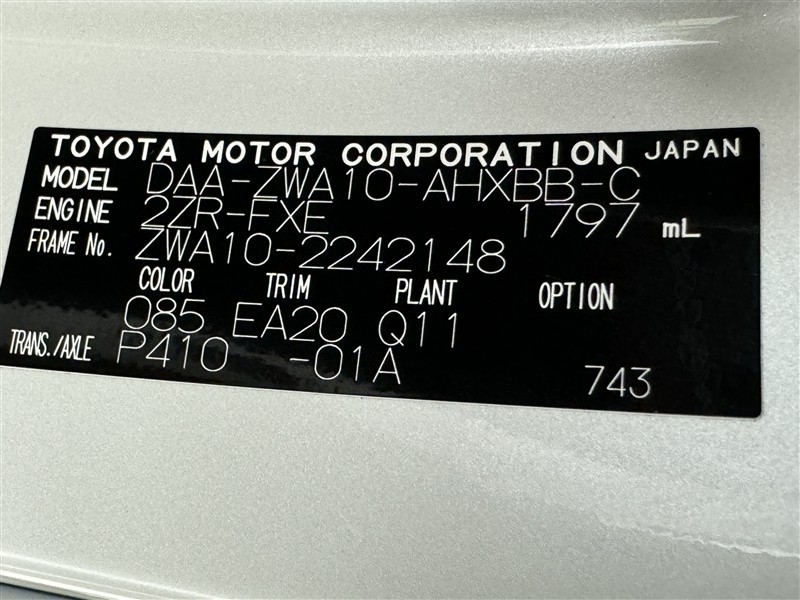 TOYOTA MOTOR CORPORATION JAPAN
MODEL DAA-ZWA10-AHXBB-C
ENGINE 2ZR-FXE 1797 mL
FRAME No. ZWA10-2242148
COLOR TRIM PLANT OPTION
085 EA20 Q11
TRANS./AXLE P410 -01A 743